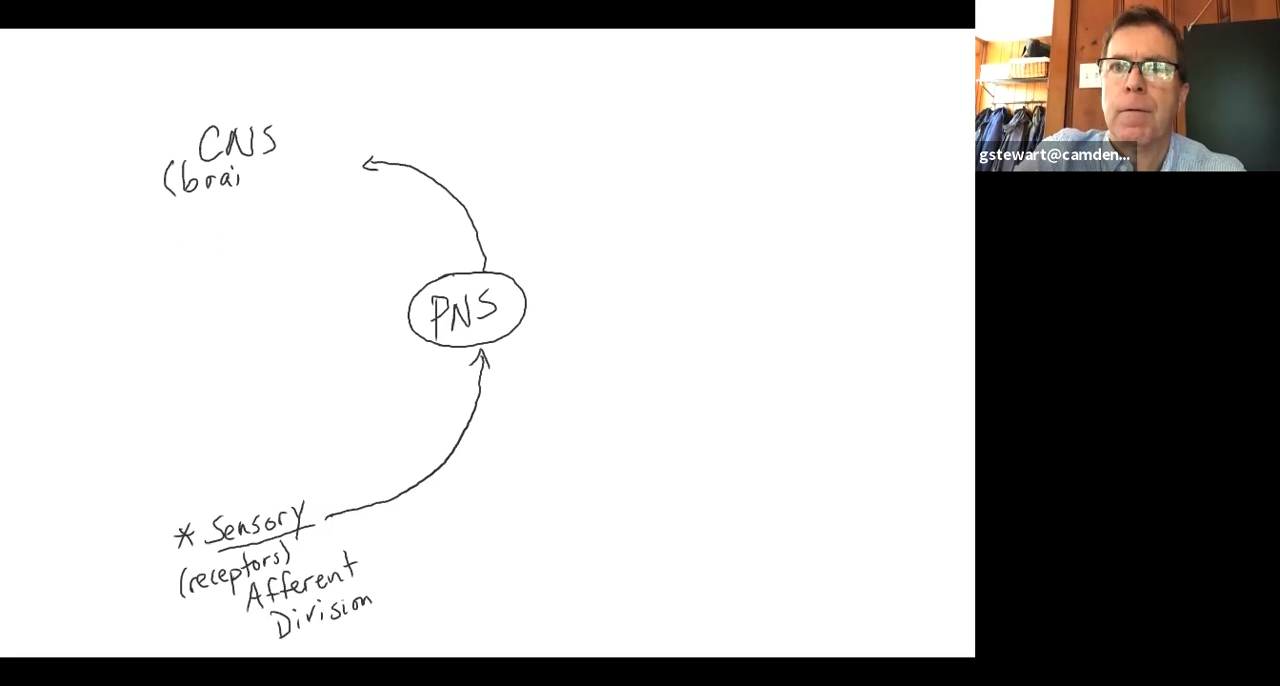 CNS
(brai
PNS
* Sensory
(receptors)
Afferent
Division
gstewart@camden...